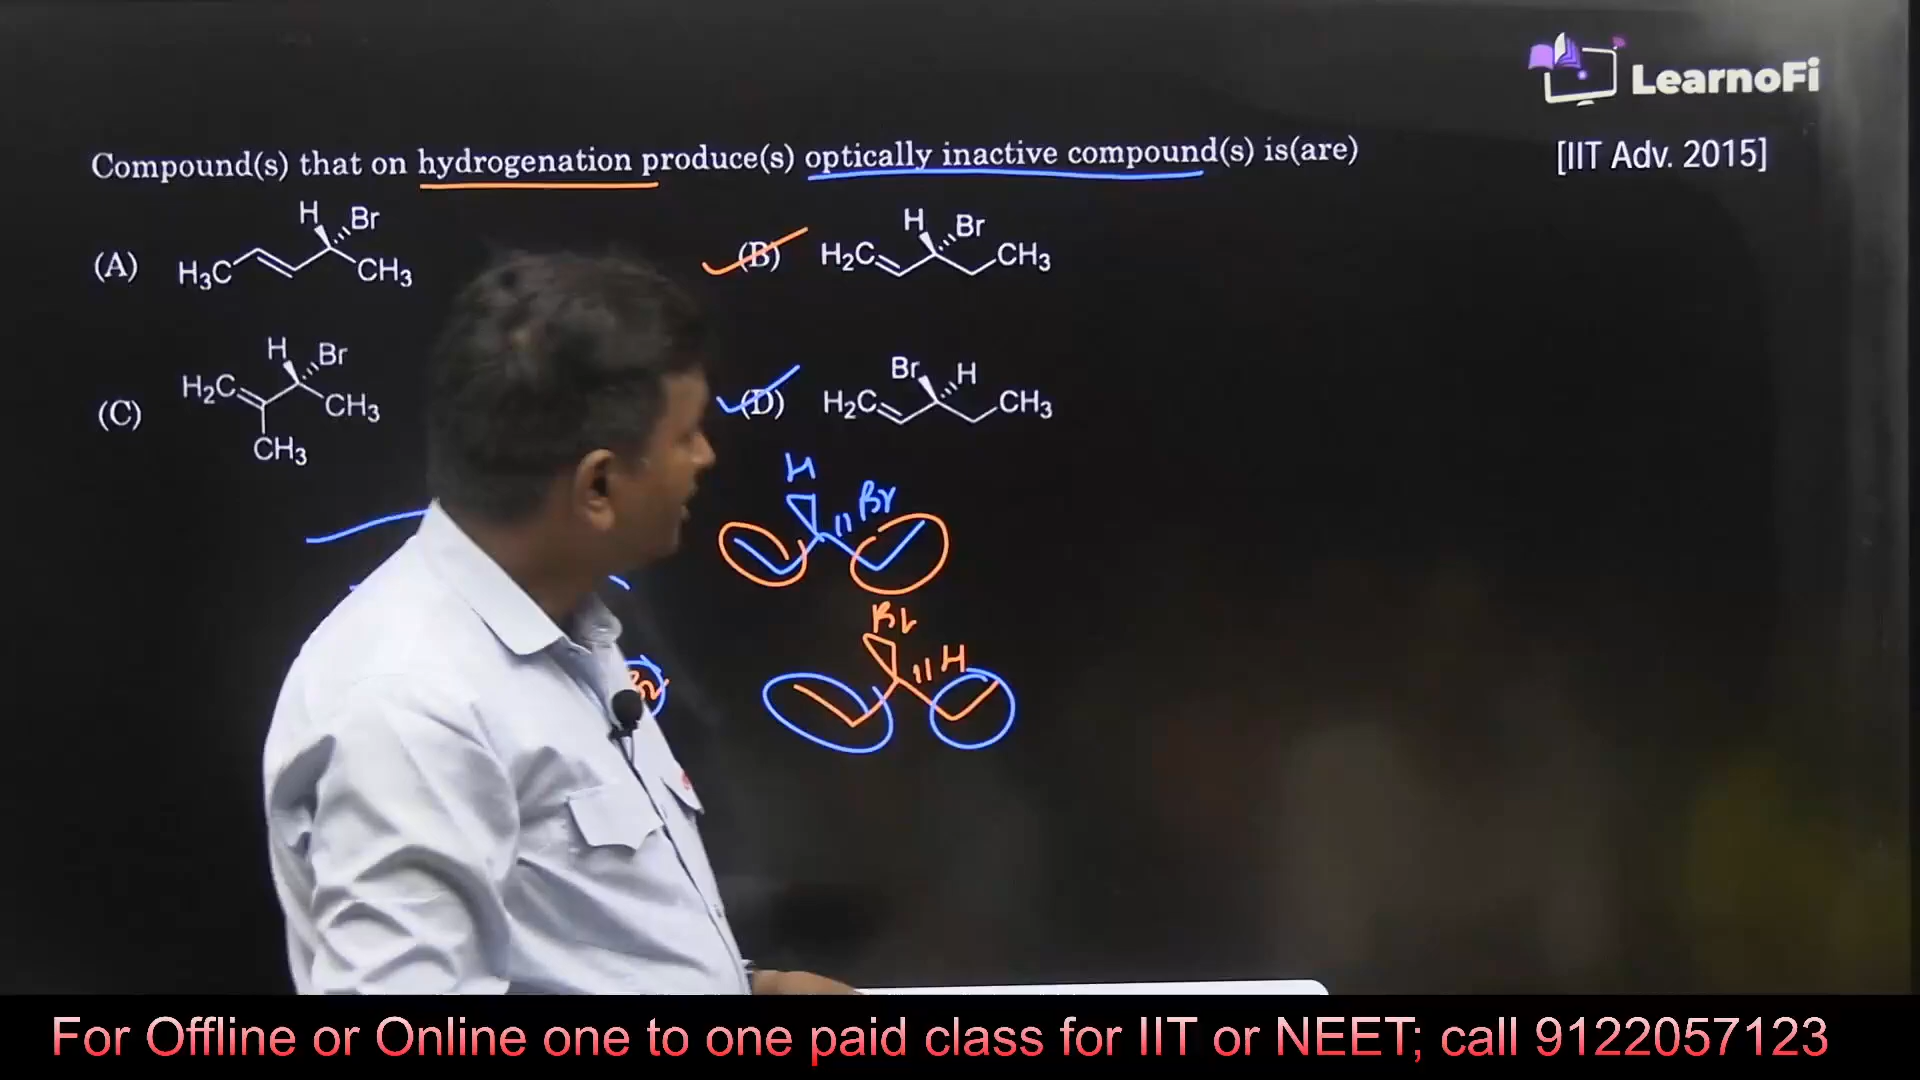 LearnoFi
Compound(s) that on hydrogenation produce(s) optically inactive compound(s) is(are)
[IIT Adv. 2015]
(A)
H Br
H3C CH3
(B)
H Br
H2C CH3
(C)
H Br
H2C CH3
CH3
(D)
Br H
H2C CH3
H Br
Br H
Br
For Offline or Online one to one paid class for IIT or NEET; call 9122057123